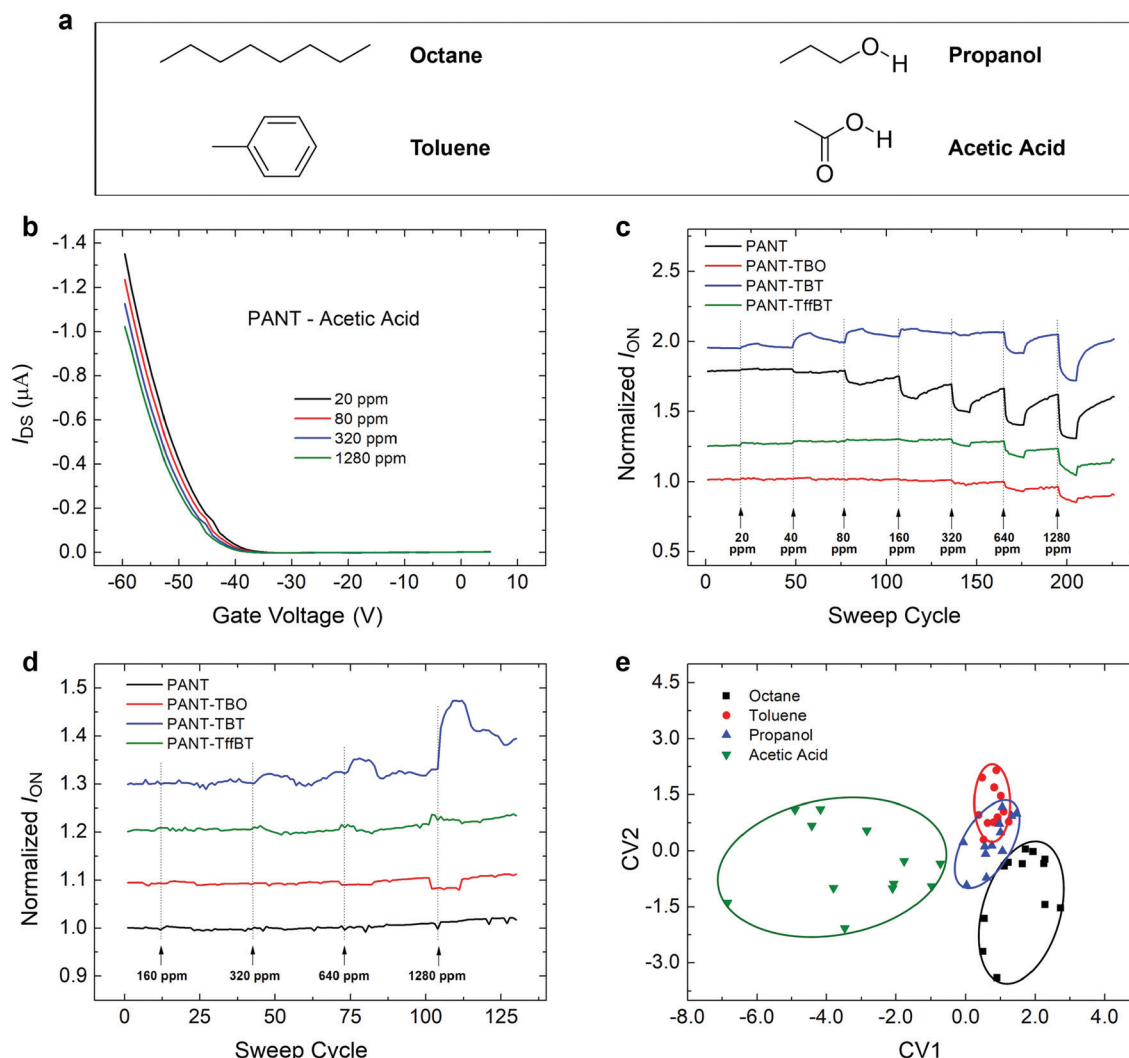 a
Octane
Propanol
O
H
Toluene
Acetic Acid
O
H
O
b
-1.4
-1.2
-1.0
-0.8
-0.6
-0.4
-0.2
0.0
I_DS (μA)
PANT - Acetic Acid
20 ppm
80 ppm
320 ppm
1280 ppm
-60 -50 -40 -30 -20 -10 0 10
Gate Voltage (V)
c
2.5
2.0
1.5
1.0
0.5
Normalized I_ON
PANT
PANT-TBO
PANT-TBT
PANT-TffBT
20 ppm
40 ppm
80 ppm
160 ppm
320 ppm
640 ppm
1280 ppm
0 50 100 150 200
Sweep Cycle
d
1.5
1.4
1.3
1.2
1.1
1.0
0.9
Normalized I_ON
PANT
PANT-TBO
PANT-TBT
PANT-TffBT
160 ppm
320 ppm
640 ppm
1280 ppm
0 25 50 75 100 125
Sweep Cycle
e
4.5
3.0
1.5
0.0
-1.5
-3.0
CV2
Octane
Toluene
Propanol
Acetic Acid
-8.0 -6.0 -4.0 -2.0 0.0 2.0 4.0
CV1